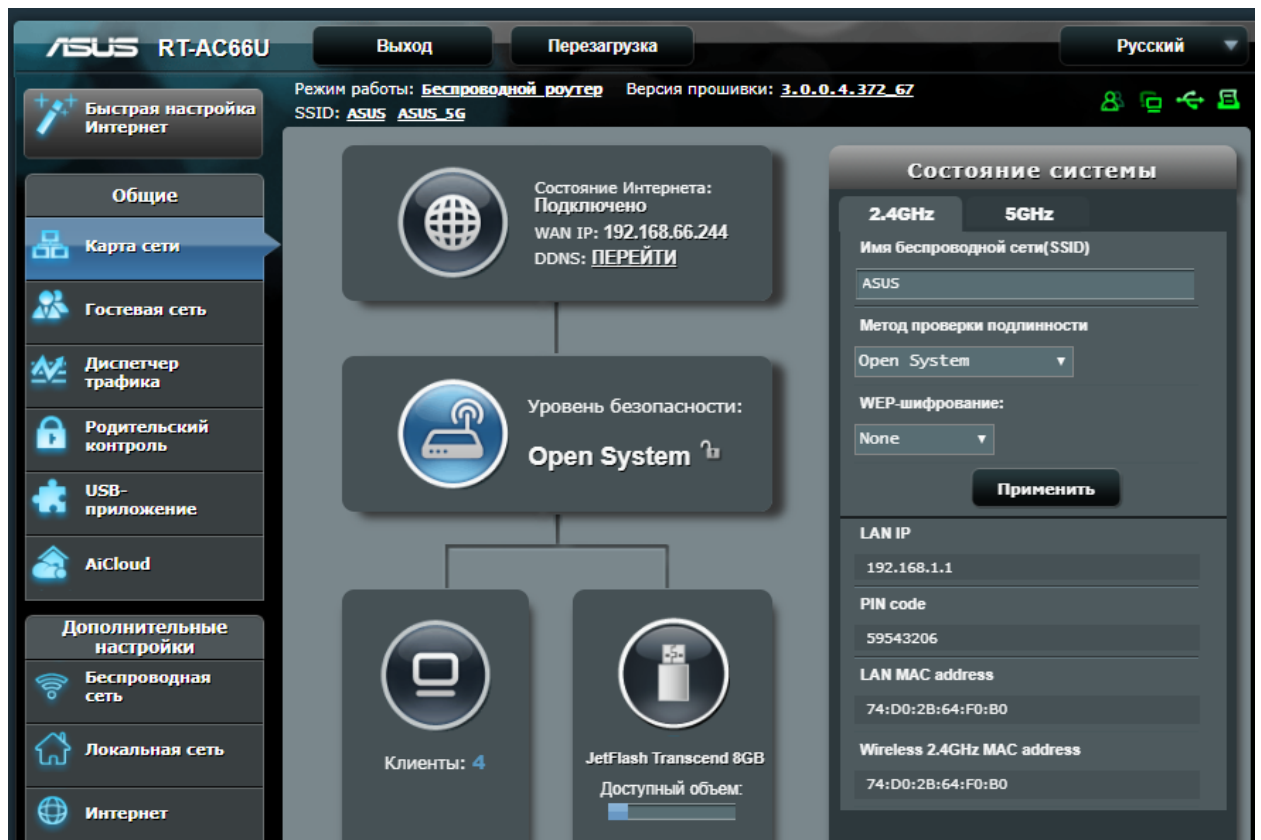 ASUS RT-AC66U
Выход
Перезагрузка
Русский
Быстрая настройка
Интернет
Режим работы: Беспроводной роутер Версия прошивки: 3.0.0.4.372_67
SSID: ASUS ASUS_5G
Общие
Карта сети
Гостевая сеть
Диспетчер
трафика
Родительский
контроль
USB-
приложение
AiCloud
Дополнительные
настройки
Беспроводная
сеть
Локальная сеть
Интернет
Состояние Интернета:
Подключено
WAN IP: 192.168.66.244
DDNS: ПЕРЕЙТИ
Уровень безопасности:
Open System
Клиенты: 4
JetFlash Transcend 8GB
Доступный объем:
Состояние системы
2.4GHz 5GHz
Имя беспроводной сети(SSID)
ASUS
Метод проверки подлинности
Open System
WEP-шифрование:
None
Применить
LAN IP
192.168.1.1
PIN code
59543206
LAN MAC address
74:D0:2B:64:F0:B0
Wireless 2.4GHz MAC address
74:D0:2B:64:F0:B0